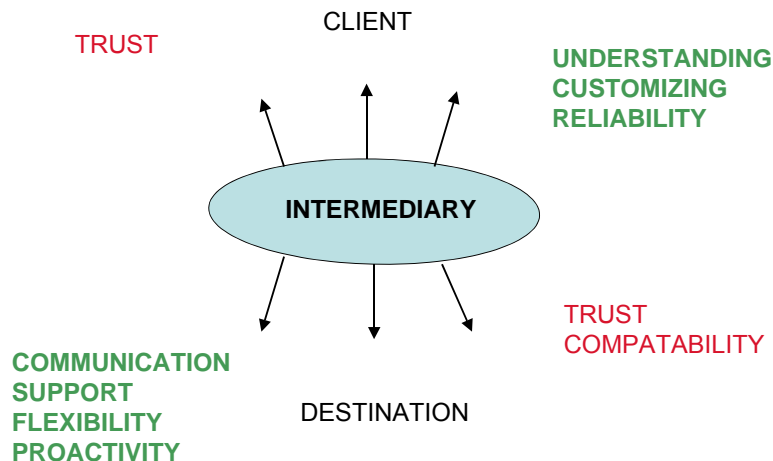 CLIENT
TRUST
UNDERSTANDING
CUSTOMIZING
RELIABILITY
INTERMEDIARY
TRUST
COMPATABILITY
COMMUNICATION
SUPPORT
FLEXIBILITY
PROACTIVITY
DESTINATION